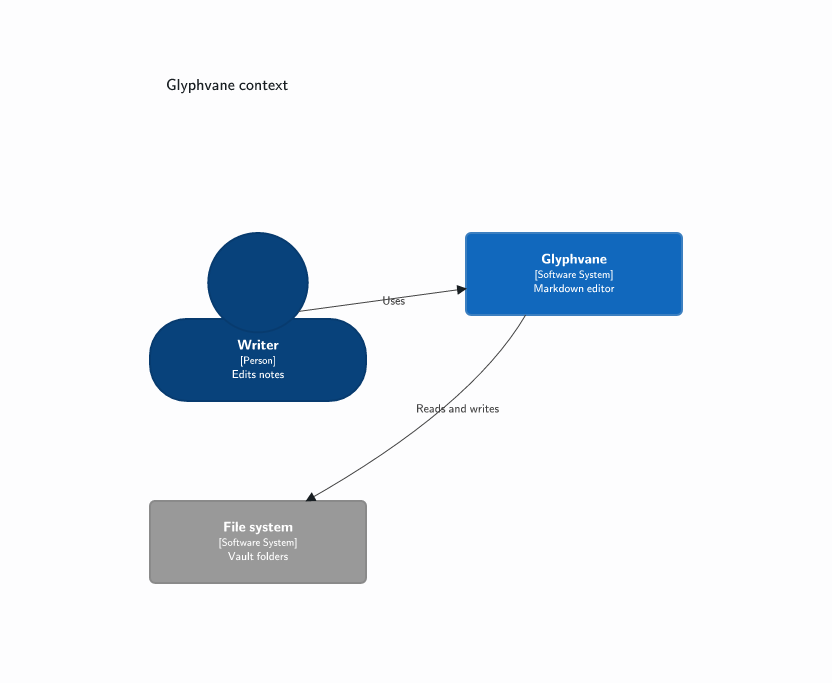 Glyphvane context
Glyphvane
[Software System]
Markdown editor
Uses
Writer
[Person]
Edits notes
Reads and writes
File system
[Software System]
Vault folders